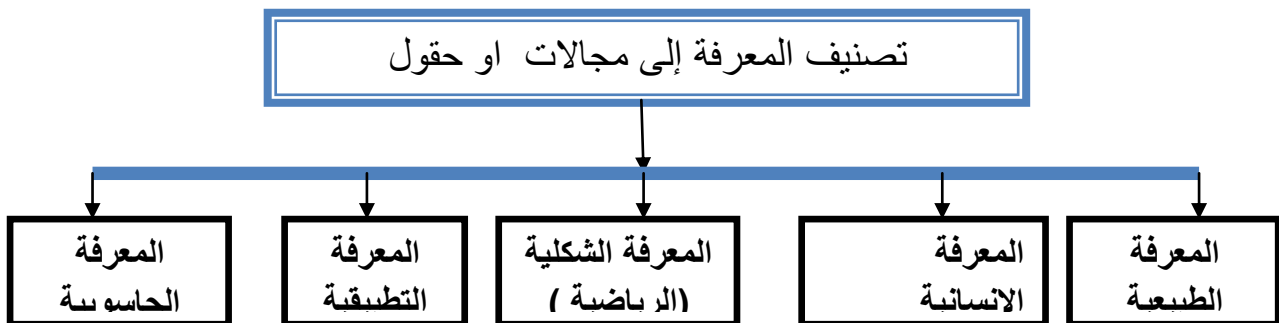 تصنيف المعرفة إلى مجالات او حقول
المعرفة
الطبيعية
المعرفة
الانسانية
المعرفة الشكلية
(الرياضية )
المعرفة
التطبيقية
المعرفة
الحاسوبية